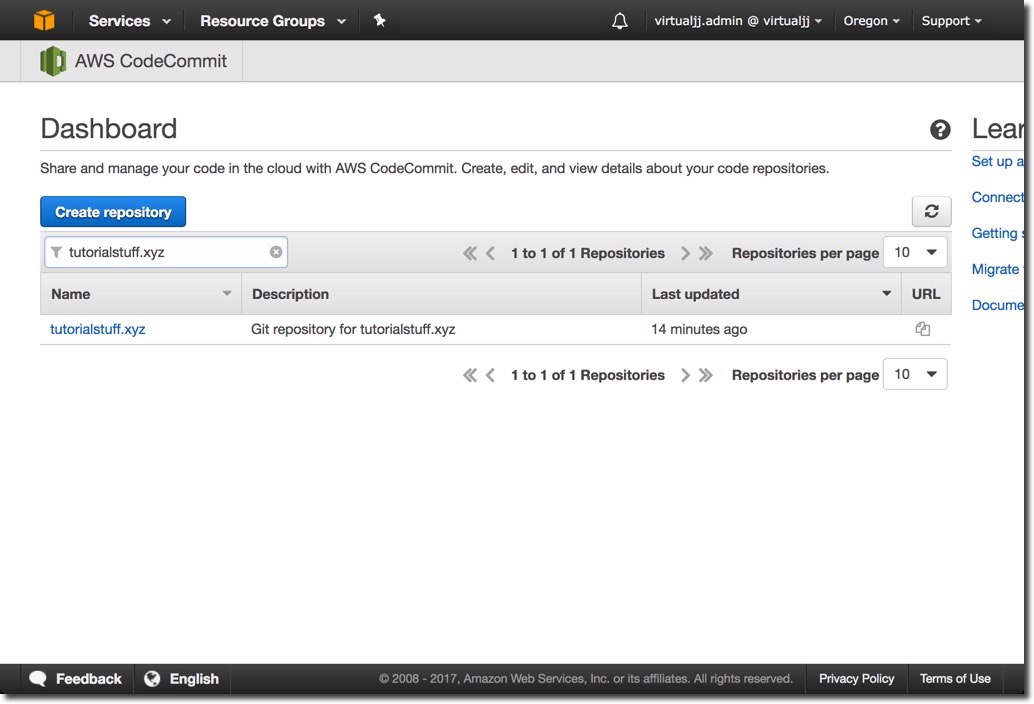 Services Resource Groups virtualjj.admin @ virtualjj Oregon Support
AWS CodeCommit
Dashboard ? Lear
Share and manage your code in the cloud with AWS CodeCommit. Create, edit, and view details about your code repositories.
Set up a
Connect
Create repository
Getting s
tutorialstuff.xyz 1 to 1 of 1 Repositories Repositories per page 10
Migrate
Name Description Last updated URL
Docume
tutorialstuff.xyz Git repository for tutorialstuff.xyz 14 minutes ago
1 to 1 of 1 Repositories Repositories per page 10
Feedback English © 2008 - 2017, Amazon Web Services, Inc. or its affiliates. All rights reserved. Privacy Policy Terms of Use